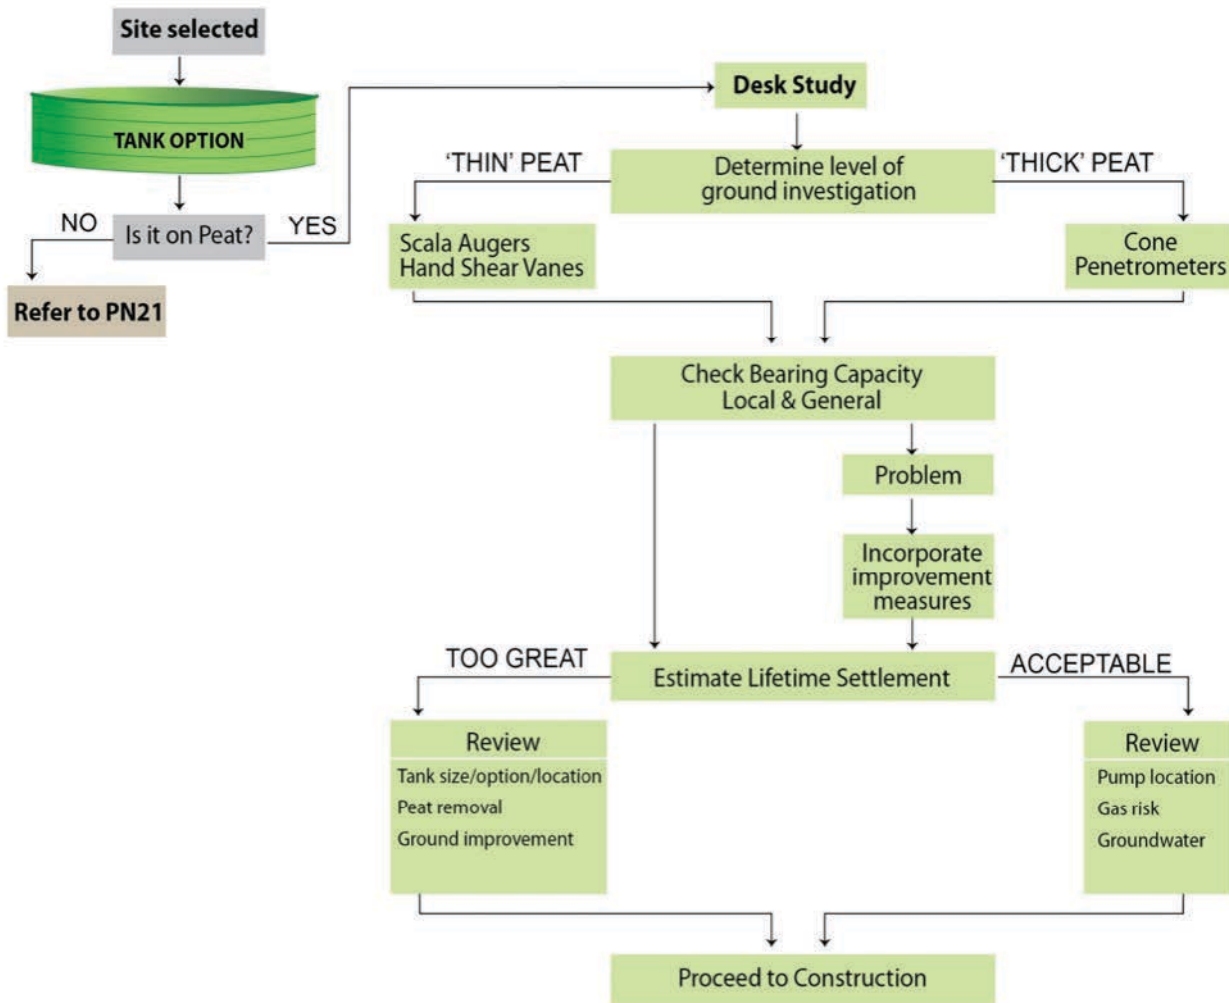 Site selected
TANK OPTION
Is it on Peat?
NO
YES
Refer to PN21
Desk Study
Determine level of
ground investigation
‘THIN’ PEAT
‘THICK’ PEAT
Scala Augers
Hand Shear Vanes
Cone
Penetrometers
Check Bearing Capacity
Local & General
Problem
Incorporate
improvement
measures
Estimate Lifetime Settlement
TOO GREAT
ACCEPTABLE
Review
Tank size/option/location
Peat removal
Ground improvement
Review
Pump location
Gas risk
Groundwater
Proceed to Construction